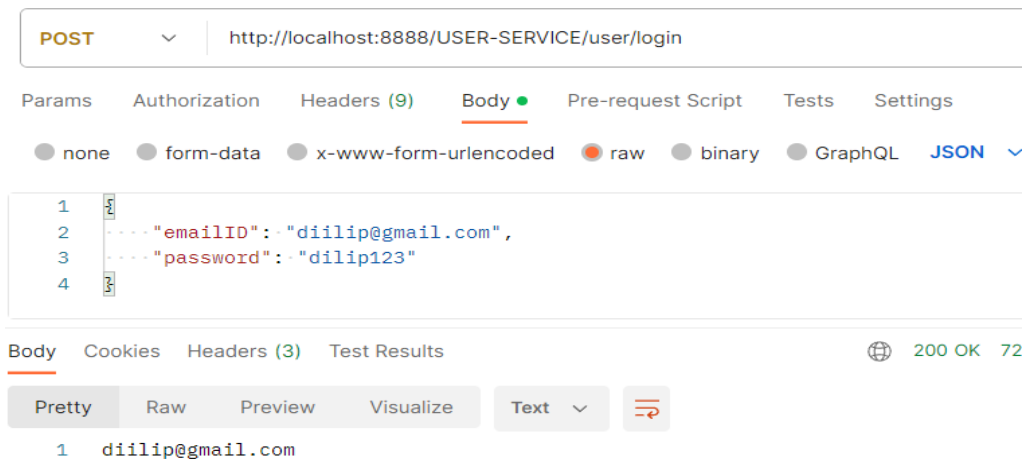 POST http://localhost:8888/USER-SERVICE/user/login
Params Authorization Headers (9) Body Pre-request Script Tests Settings
none form-data x-www-form-urlencoded raw binary GraphQL JSON
1 {
2 "emailID": "diilip@gmail.com",
3 "password": "dilip123"
4 }
Body Cookies Headers (3) Test Results 200 OK 72
Pretty Raw Preview Visualize Text
1 diilip@gmail.com